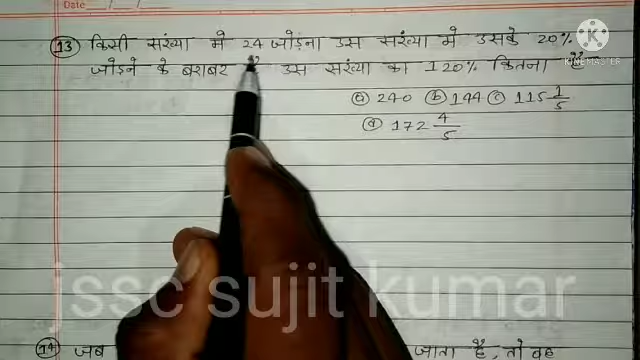 Date
K
KINEMASTER
(13) किसी संख्या मे 24 जोड़ना उस संख्या मे उसके 20%
जोड़ने के बराबर है उस संख्या का 120% कितना है
(a) 240 (b) 144 (c) 115 1/5
(d) 172 4/5
jssc sujit kumar
(14) जब जाता है, तो वह